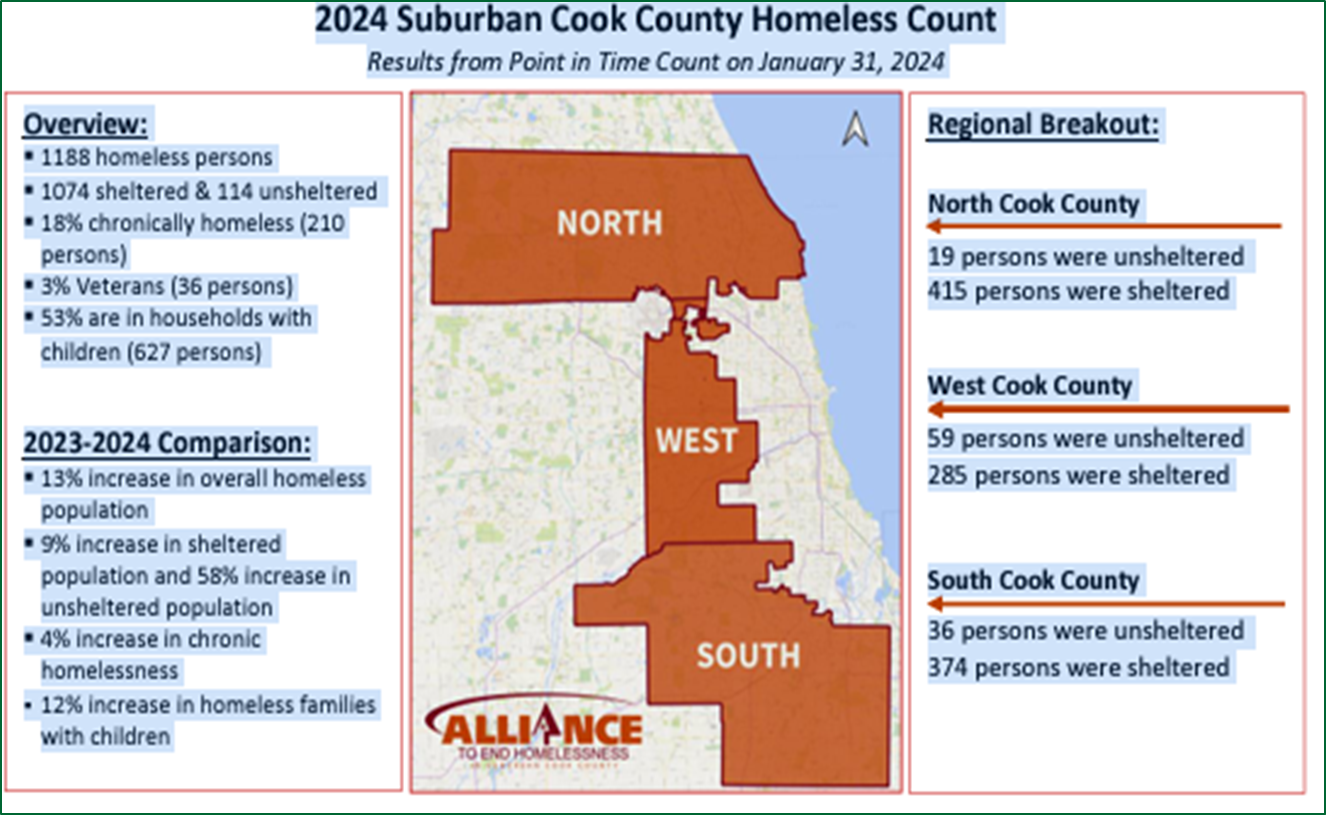 2024 Suburban Cook County Homeless Count
Results from Point in Time Count on January 31, 2024
Overview:
▪ 1188 homeless persons
▪ 1074 sheltered & 114 unsheltered
▪ 18% chronically homeless (210
persons)
▪ 3% Veterans (36 persons)
▪ 53% are in households with
children (627 persons)
2023-2024 Comparison:
▪ 13% increase in overall homeless
population
▪ 9% increase in sheltered
population and 58% increase in
unsheltered population
▪ 4% increase in chronic
homelessness
▪ 12% increase in homeless families
with children
NORTH
WEST
SOUTH
ALLIANCE
TO END HOMELESSNESS
IN SUBURBAN COOK COUNTY
Regional Breakout:
North Cook County
19 persons were unsheltered
415 persons were sheltered
West Cook County
59 persons were unsheltered
285 persons were sheltered
South Cook County
36 persons were unsheltered
374 persons were sheltered